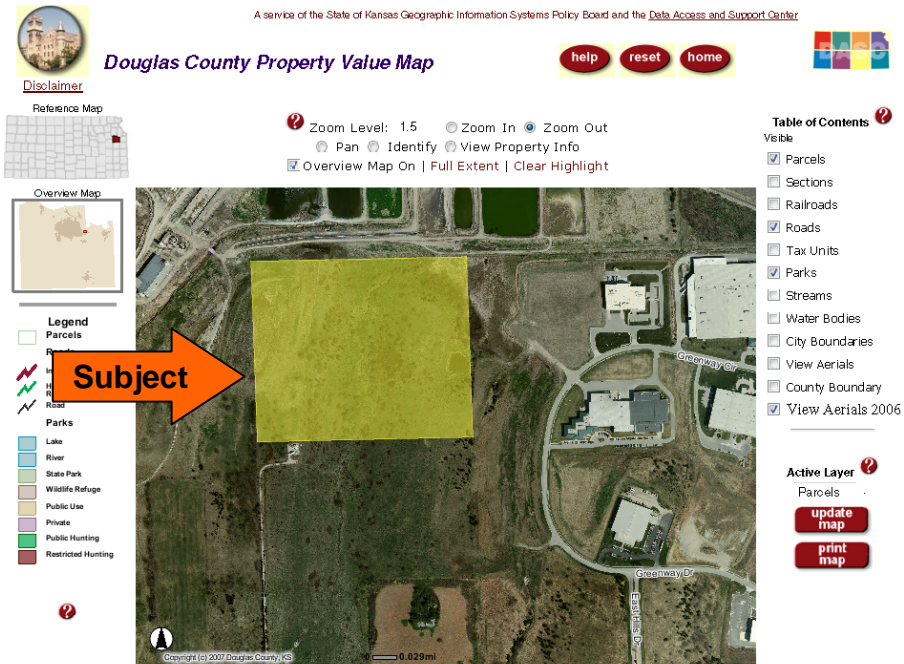 A service of the State of Kansas Geographic Information Systems Policy Board and the Data Access and Support Center
Douglas County Property Value Map
help
reset
home
DASC
Disclaimer
Reference Map
? Zoom Level: 1.5 Zoom In Zoom Out
Pan Identify View Property Info
Overview Map On | Full Extent | Clear Highlight
Overview Map
Table of Contents ?
Visible
Parcels
Sections
Railroads
Roads
Tax Units
Parks
Streams
Water Bodies
City Boundaries
View Aerials
County Boundary
View Aerials 2006
Active Layer ?
Parcels
update map
print map
Legend
Parcels
Road
Parks
Lake
River
State Park
Wildlife Refuge
Public Use
Private
Public Hunting
Restricted Hunting
?
Subject
Greenway Cir
Greenway Dr
East Hills Dr
Copyright (c) 2007 Douglas County, KS
0 0.029mi